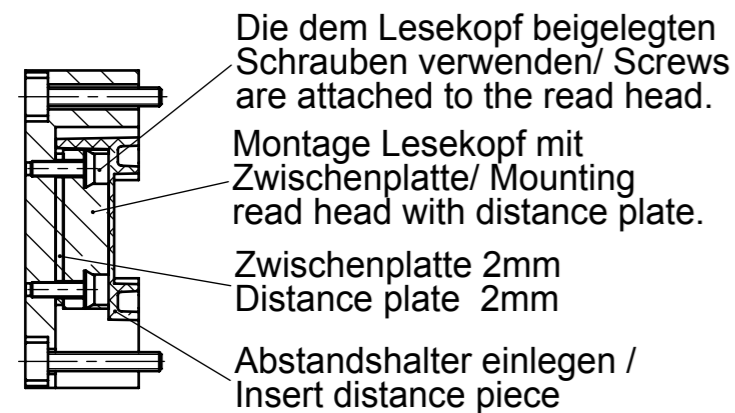 Die dem Lesekopf beigelegten
Schrauben verwenden/ Screws
are attached to the read head.
Montage Lesekopf mit
Zwischenplatte/ Mounting
read head with distance plate.
Zwischenplatte 2mm
Distance plate 2mm
Abstandshalter einlegen /
Insert distance piece